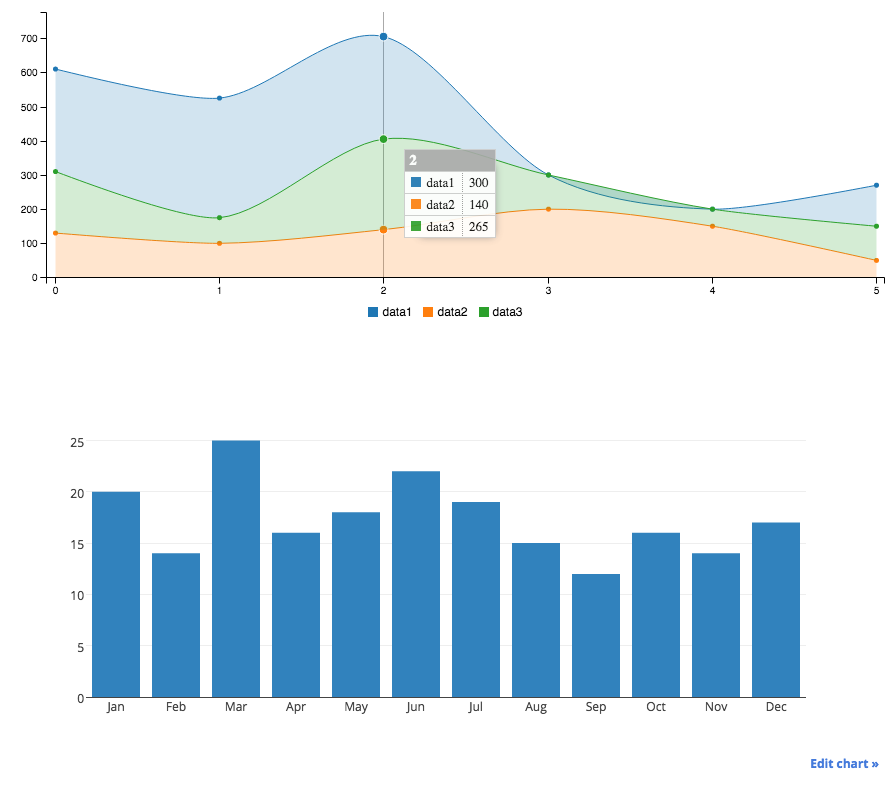 700
600
500
400
300
200
100
0
2
data1 300
data2 140
data3 265
0 1 2 3 4 5
data1 data2 data3
25
20
15
10
5
0
Jan Feb Mar Apr May Jun Jul Aug Sep Oct Nov Dec
Edit chart »